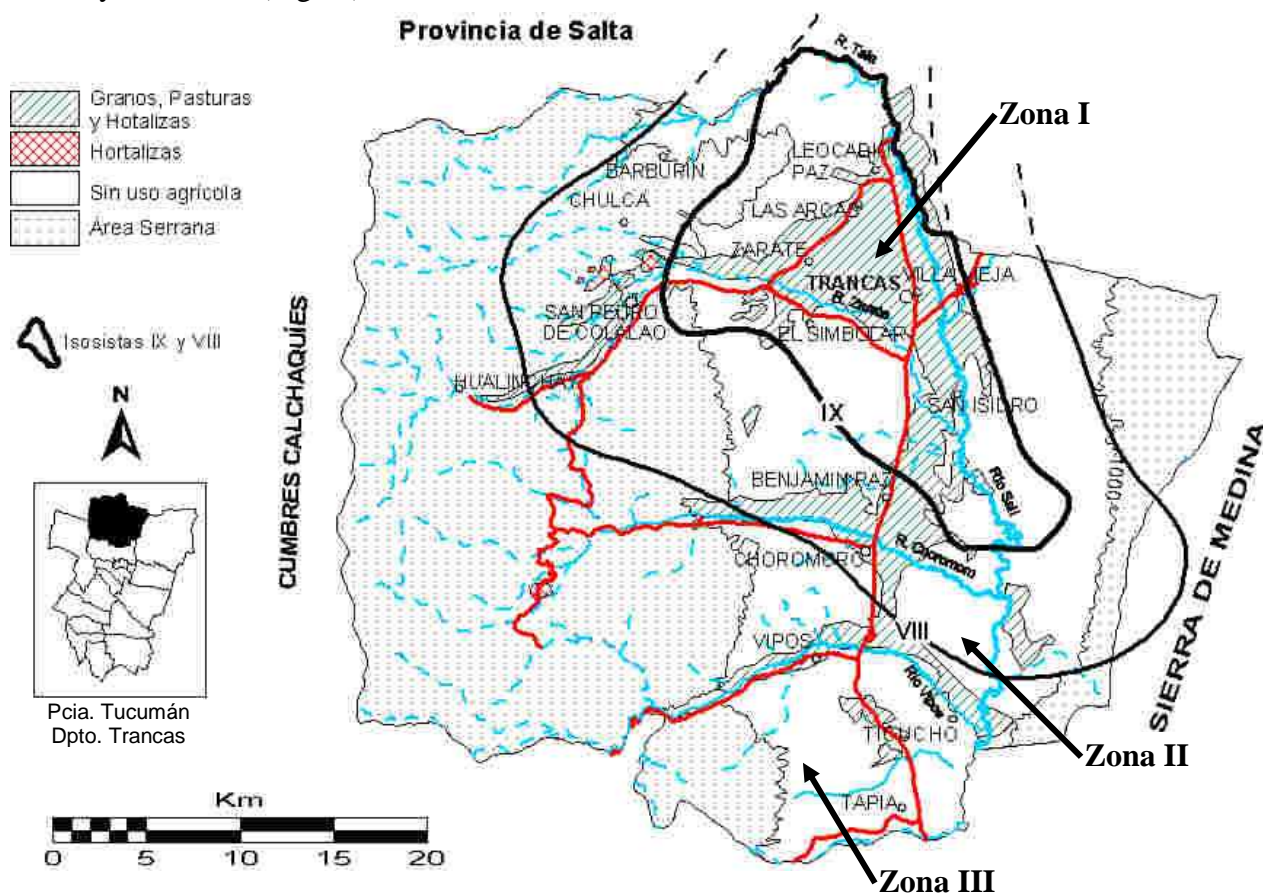 Provincia de Salta
Granos, Pasturas
y Hotalizas
Hortalizas
Sin uso agrícola
Área Serrana
Isosistas IX y VIII
N
Pcia. Tucumán
Dpto. Trancas
Km
0 5 10 15 20
CUMBRES CALCHAQUÍES
SIERRA DE MEDINA
Zona I
Zona II
Zona III
R. Tala
LEOCADIA
PAZ
BARBURÍN
CHULCA
LAS ARCAS
ZARATE
TRANCAS
VILLA VIEJA
SAN PEDRO
DE COLALAO
EL SIMBOLAR
HUALINCHAY
IX
SAN ISIDRO
BENJAMIN PAZ
Río Salí
R. Choromoro
CHOROMORO
VIII
VIPOS
Río Vipos
TICUCHO
TAPIA